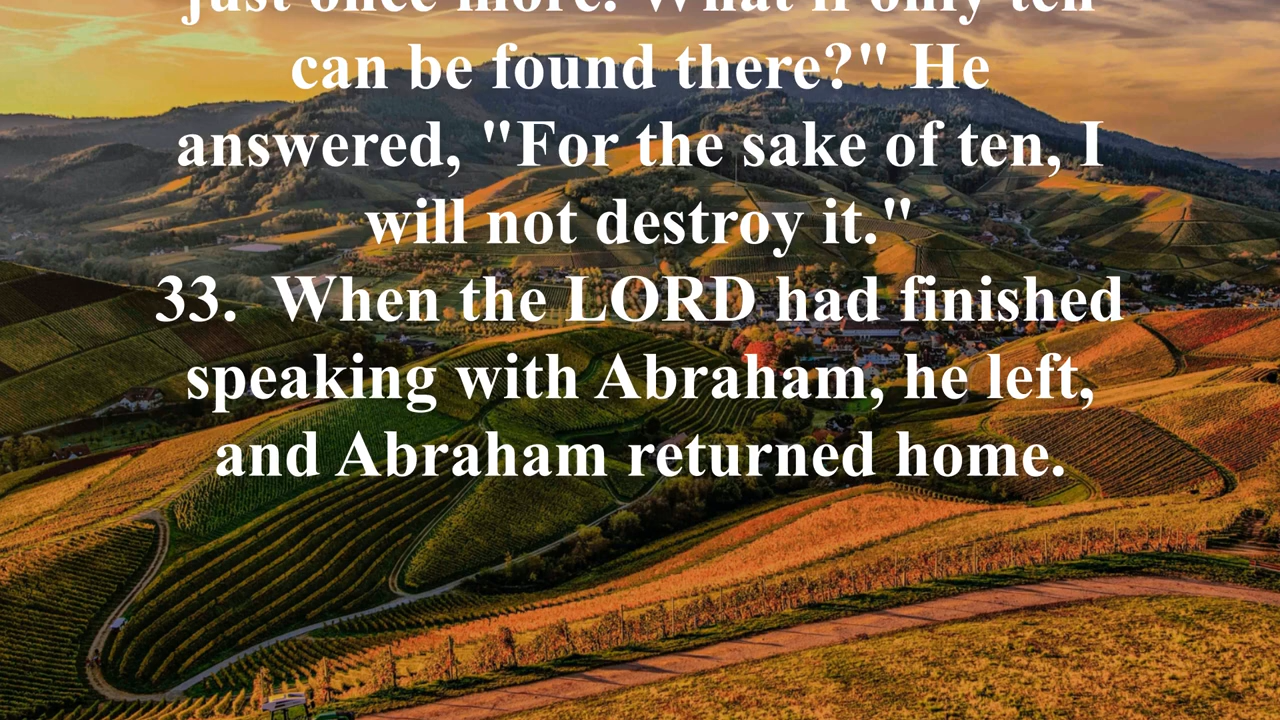 just once more. What if only ten
can be found there?" He
answered, "For the sake of ten, I
will not destroy it."
33. When the LORD had finished
speaking with Abraham, he left,
and Abraham returned home.